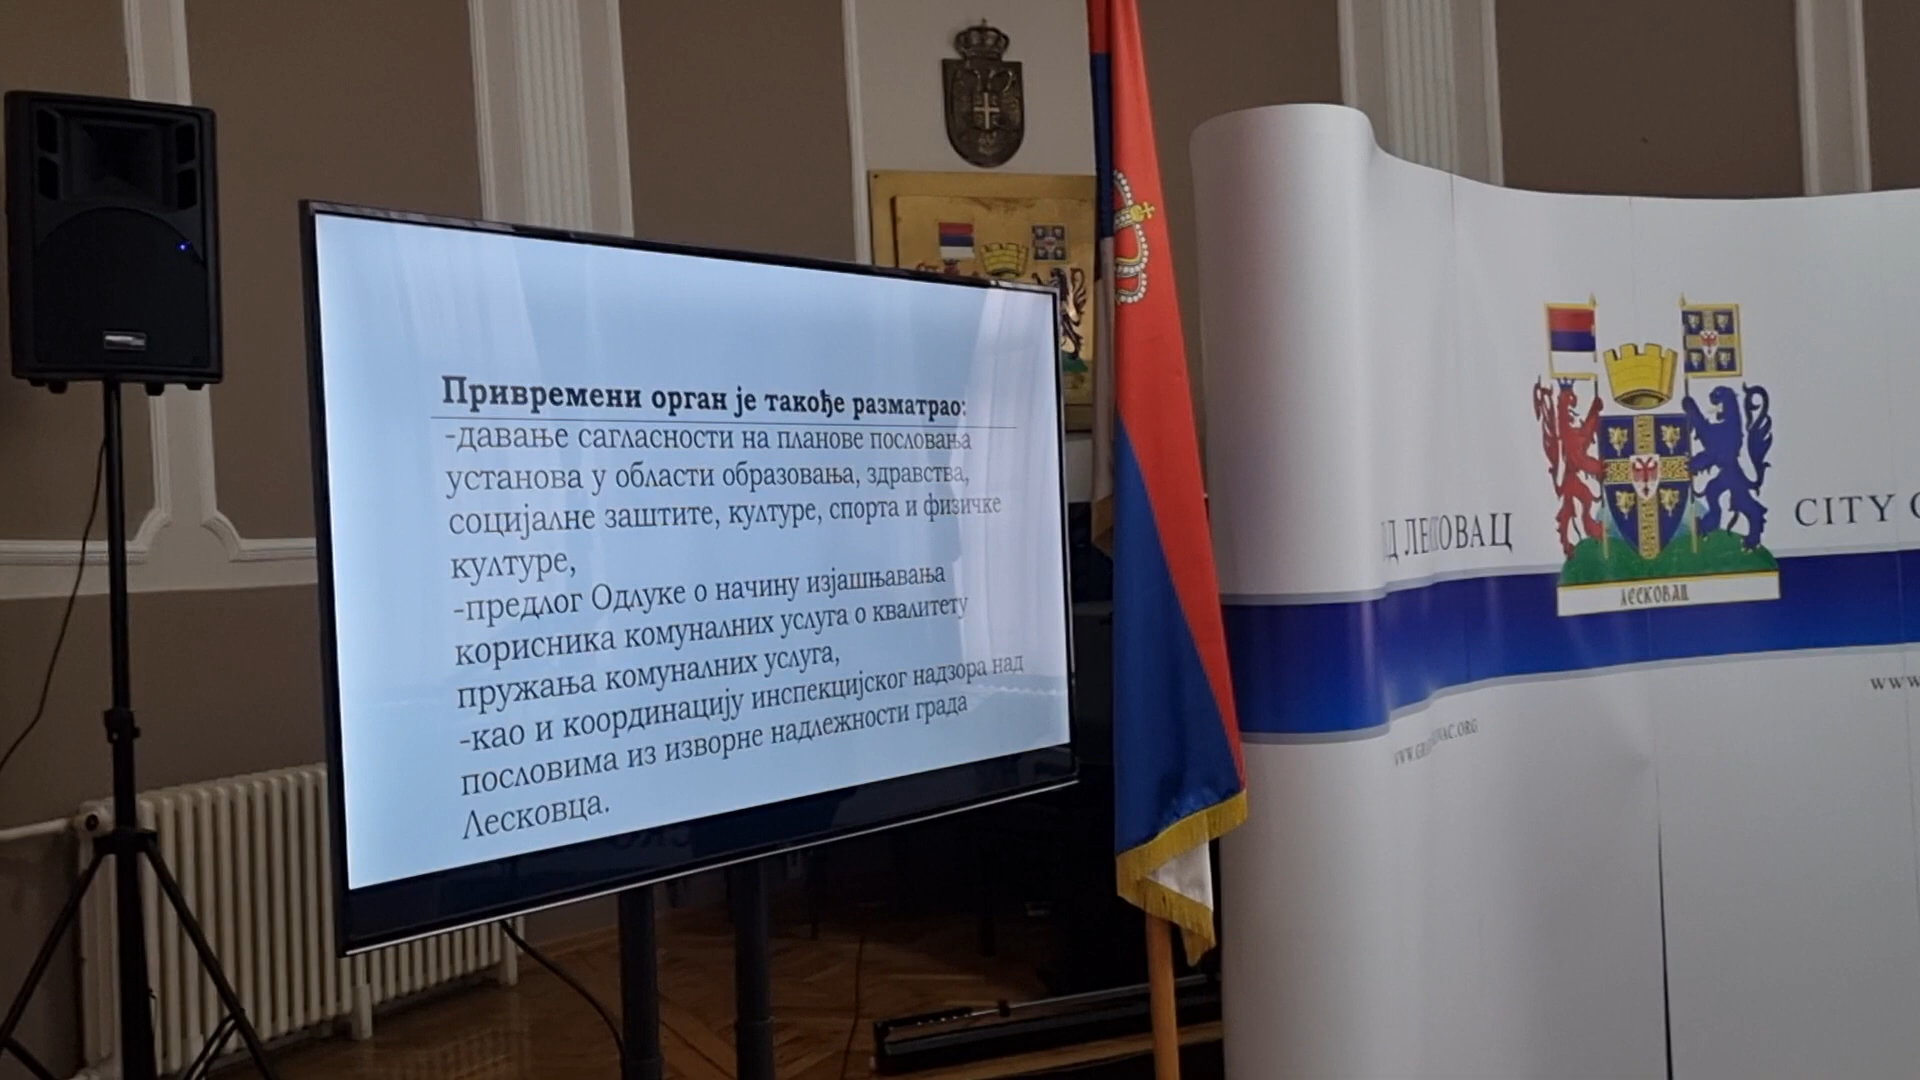 Привремени орган је такође разматрао:
-давање сагласности на планове пословања
установа у области образовања, здравства,
социјалне заштите, културе, спорта и физичке
културе,
-предлог Одлуке о начину изјашњавања
корисника комуналних услуга о квалитету
пружања комуналних услуга,
-као и координацију инспекцијског надзора над
пословима из изворне надлежности града
Лесковца.
ЛЕСКОВАЦ
CITY
ЛЕСКОВАЦ
www.